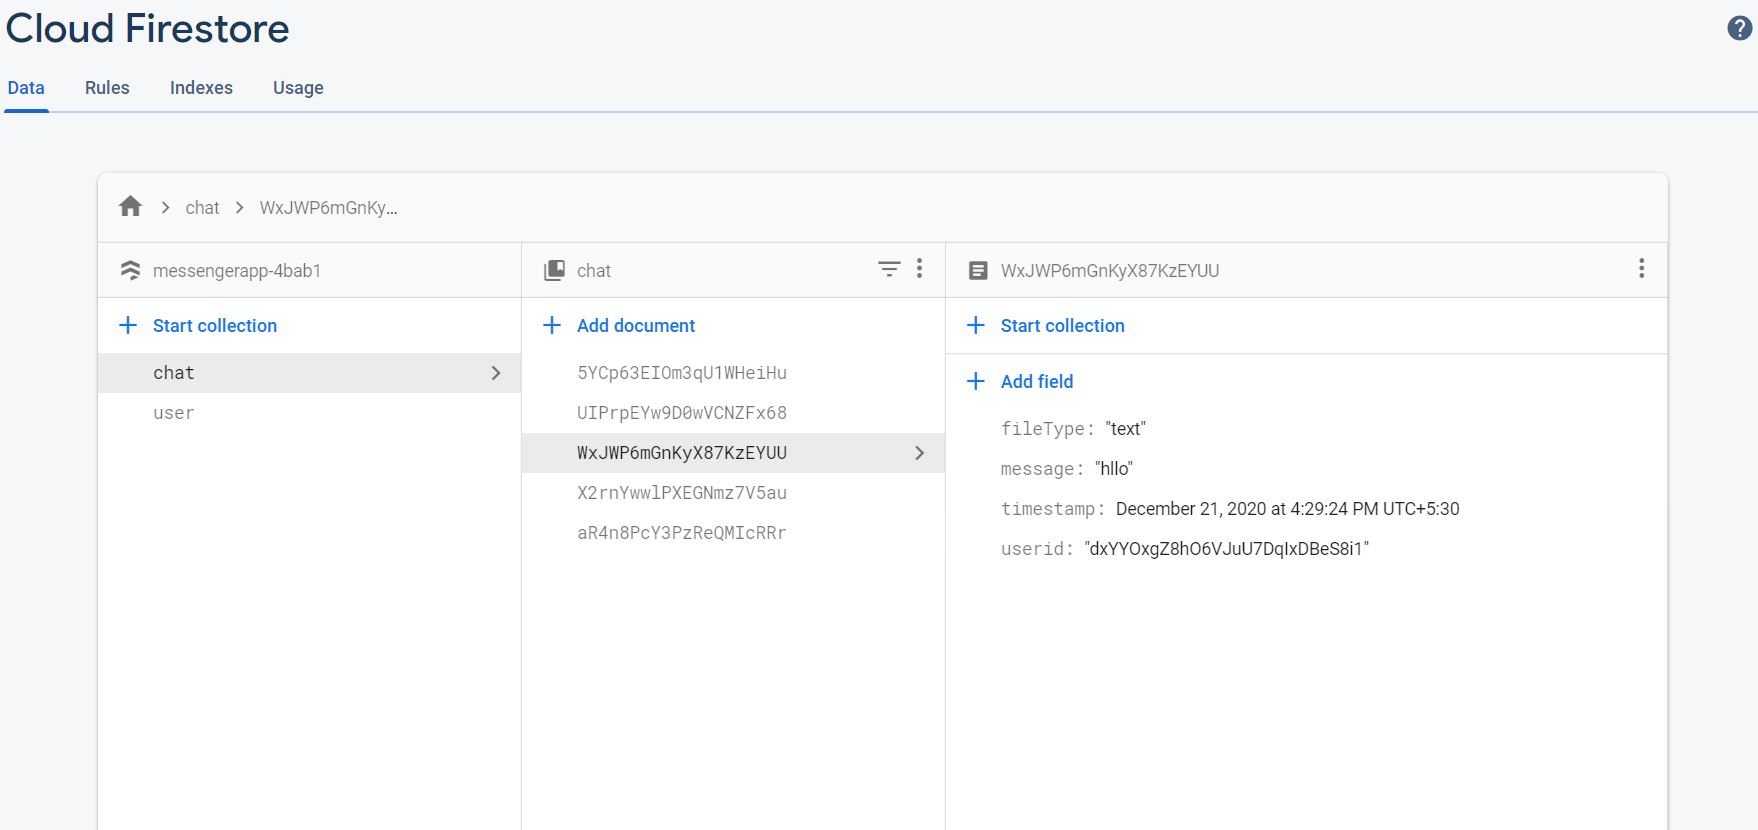 Cloud Firestore
?
Data Rules Indexes Usage
chat WxJWP6mGnKy...
messengerapp-4bab1
Start collection
chat
user
chat
Add document
5YCp63EIOm3qU1WHeiHu
UIPrpEYw9D0wVCNZFx68
WxJWP6mGnKyX87KzEYUU
X2rnYwwlPXEGNmz7V5au
aR4n8PcY3PzReQMIcRRr
WxJWP6mGnKyX87KzEYUU
Start collection
Add field
fileType: "text"
message: "hllo"
timestamp: December 21, 2020 at 4:29:24 PM UTC+5:30
userid: "dxYYOxgZ8hO6VJuU7DqIxDBeS8i1"